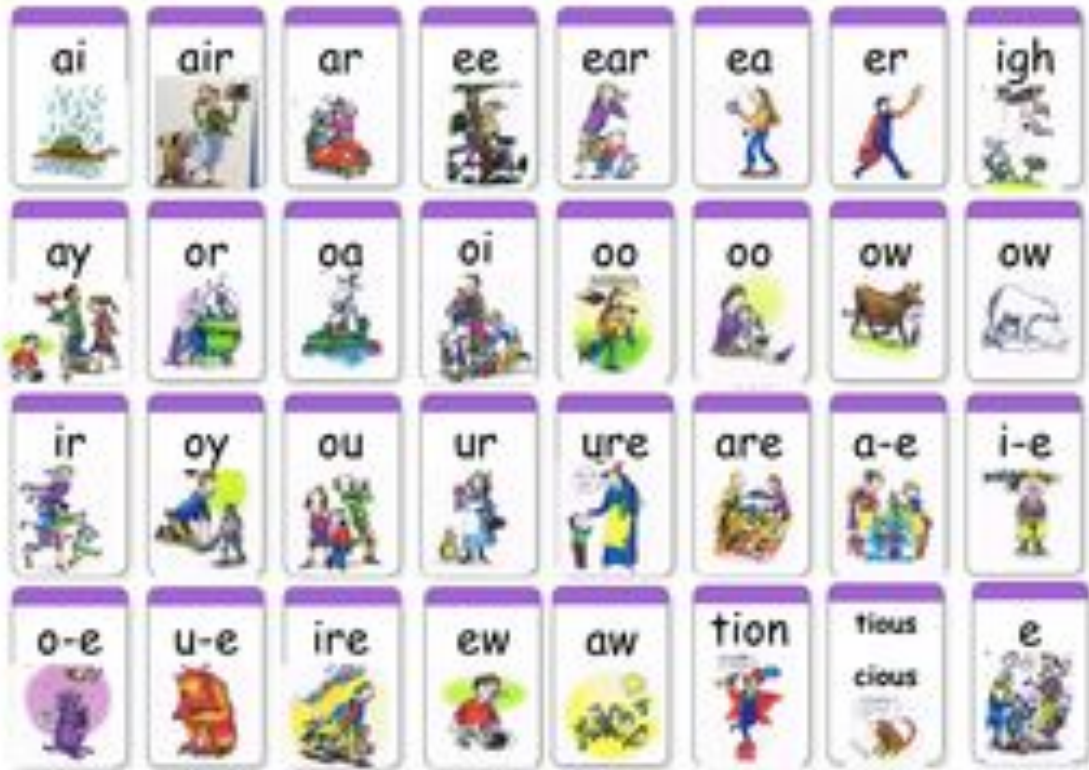 ai air ar ee ear ea er igh
ay or oa oi oo oo ow ow
ir oy ou ur ure are a-e i-e
o-e u-e ire ew aw tion tious e
cious